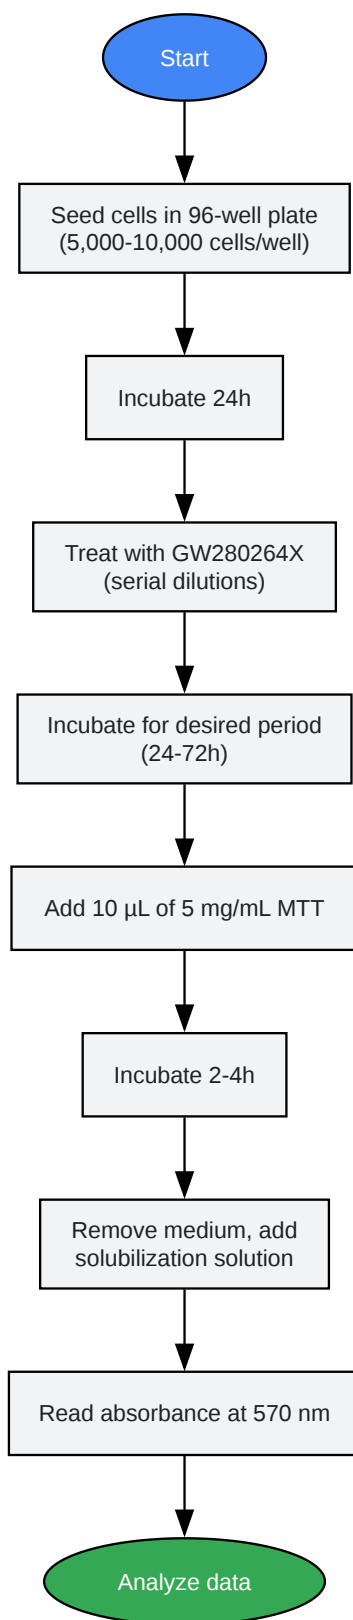 Start
Seed cells in 96-well plate
(5,000-10,000 cells/well)
Incubate 24h
Treat with GW280264X
(serial dilutions)
Incubate for desired period
(24-72h)
Add 10 µL of 5 mg/mL MTT
Incubate 2-4h
Remove medium, add
solubilization solution
Read absorbance at 570 nm
Analyze data